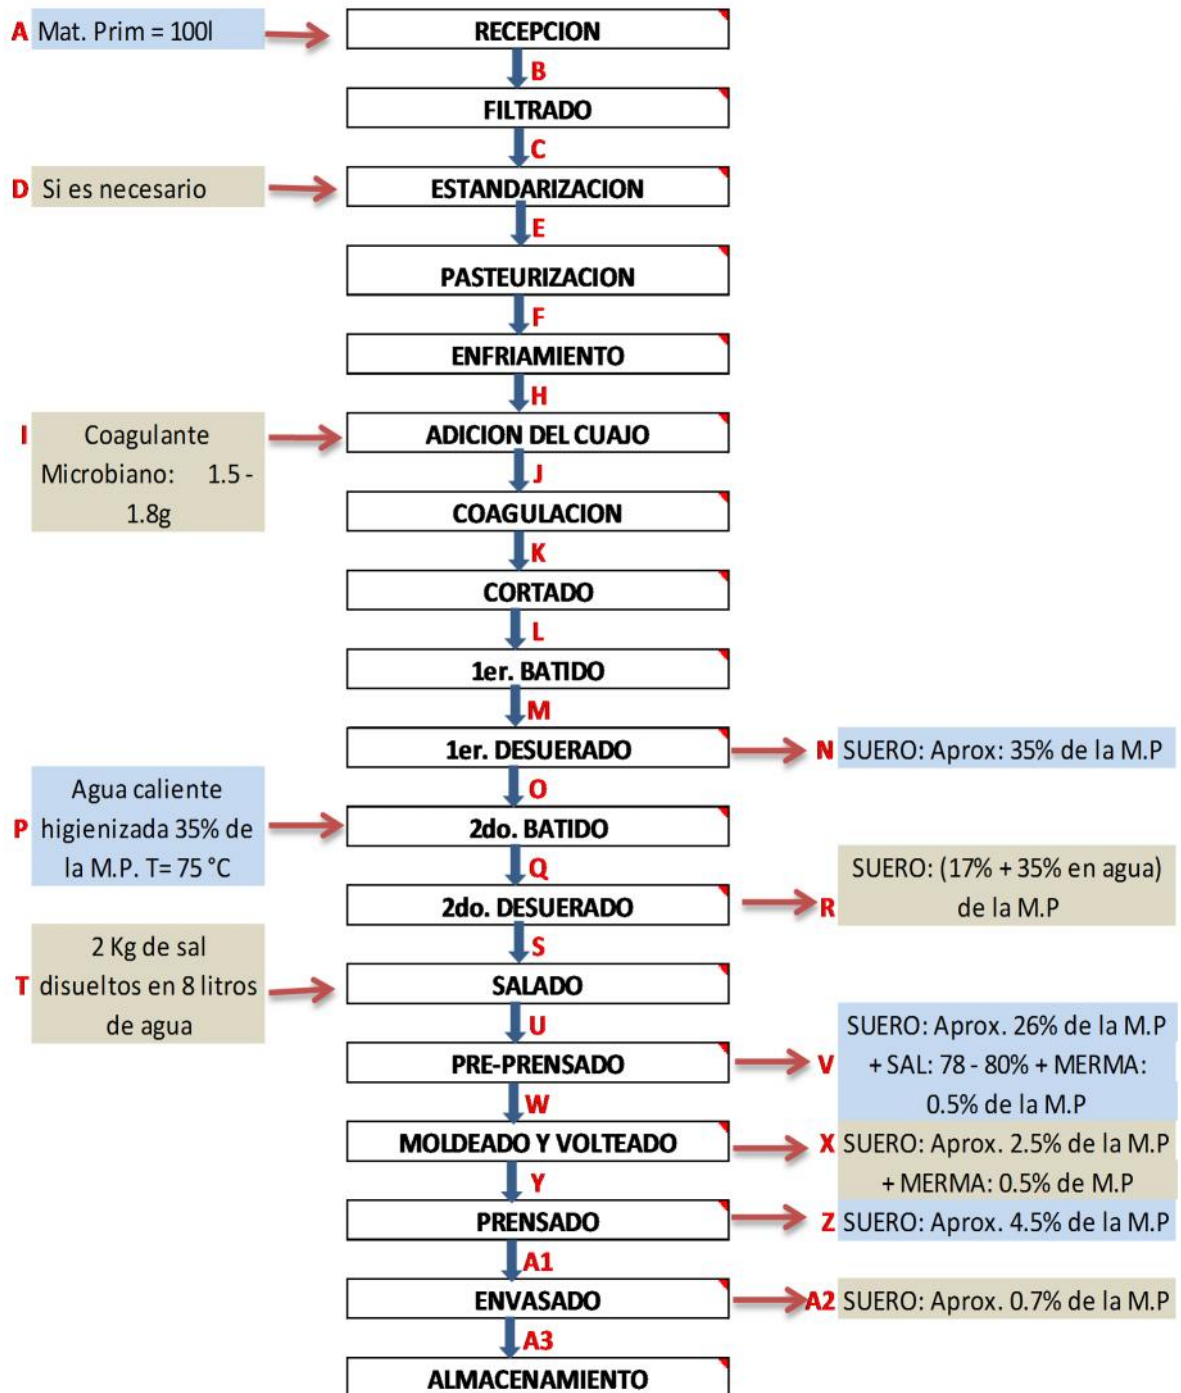 A Mat. Prim = 100l
RECEPCION
B
FILTRADO
C
D Si es necesario
ESTANDARIZACION
E
PASTEURIZACION
F
ENFRIAMIENTO
H
I Coagulante
Microbiano: 1.5 -
1.8g
ADICION DEL CUAJO
J
COAGULACION
K
CORTADO
L
1er. BATIDO
M
1er. DESUERADO
N SUERO: Aprox: 35% de la M.P
O
Agua caliente
P higienizada 35% de
la M.P. T= 75 °C
2do. BATIDO
Q
2do. DESUERADO
SUERO: (17% + 35% en agua)
R de la M.P
S
2 Kg de sal
T disueltos en 8 litros
de agua
SALADO
U
PRE-PRENSADO
SUERO: Aprox. 26% de la M.P
V + SAL: 78 - 80% + MERMA:
0.5% de la M.P
W
MOLDEADO Y VOLTEADO
X SUERO: Aprox. 2.5% de la M.P
+ MERMA: 0.5% de M.P
Y
PRENSADO
Z SUERO: Aprox. 4.5% de la M.P
A1
ENVASADO
A2 SUERO: Aprox. 0.7% de la M.P
A3
ALMACENAMIENTO